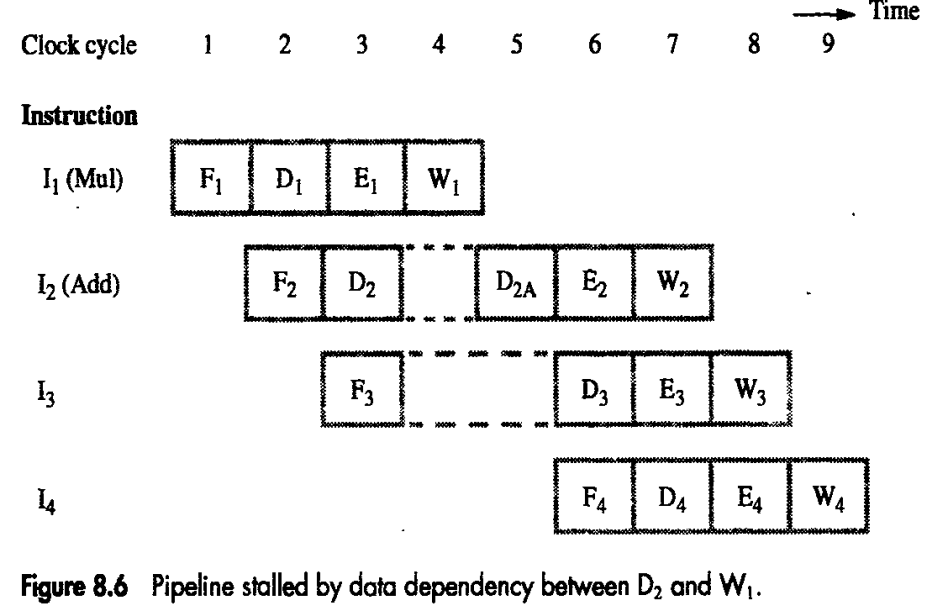 Time
Clock cycle 1 2 3 4 5 6 7 8 9
Instruction
I₁ (Mul) F₁ D₁ E₁ W₁
I₂ (Add) F₂ D₂ D₂A E₂ W₂
I₃ F₃ D₃ E₃ W₃
I₄ F₄ D₄ E₄ W₄
Figure 8.6 Pipeline stalled by data dependency between D₂ and W₁.